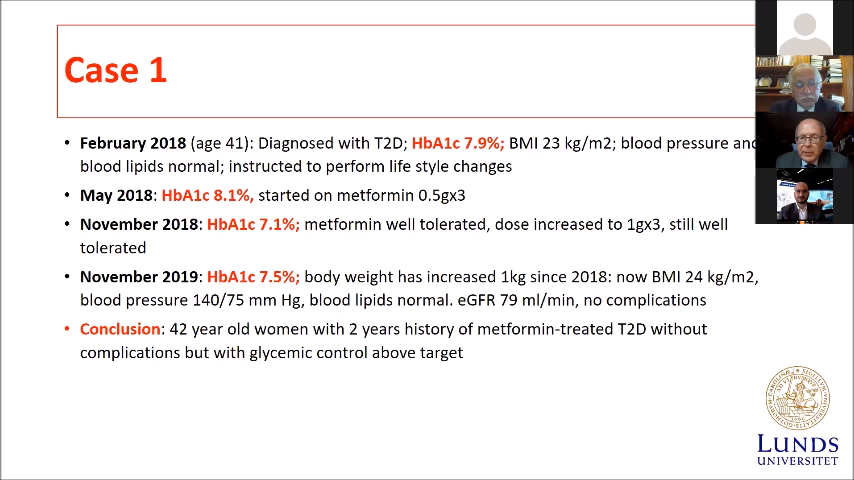 Case 1
• February 2018 (age 41): Diagnosed with T2D; HbA1c 7.9%; BMI 23 kg/m2; blood pressure and
blood lipids normal; instructed to perform life style changes
• May 2018: HbA1c 8.1%, started on metformin 0.5gx3
• November 2018: HbA1c 7.1%; metformin well tolerated, dose increased to 1gx3, still well
tolerated
• November 2019: HbA1c 7.5%; body weight has increased 1kg since 2018: now BMI 24 kg/m2,
blood pressure 140/75 mm Hg, blood lipids normal. eGFR 79 ml/min, no complications
• Conclusion: 42 year old women with 2 years history of metformin-treated T2D without
complications but with glycemic control above target
LUNDS
UNIVERSITET